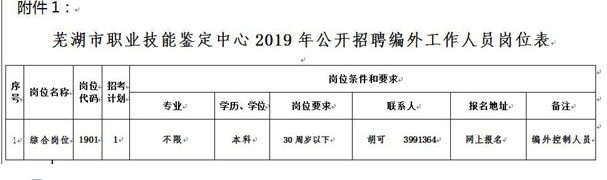 附件1：
芜湖市职业技能鉴定中心2019年公开招聘编外工作人员岗位表
序号 岗位名称 岗位代码 招考计划 岗位条件和要求
专业 学历、学位 岗位要求 联系人 报名地址 备注
1 综合岗位 1901 1 不限 本科 30周岁以下 胡可 3991364 网上报名 编外控制人员